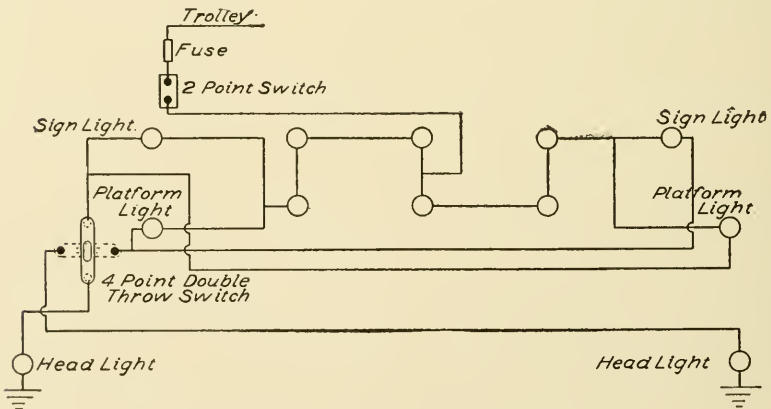 Trolley.
Fuse
2 Point Switch
Sign Light.
Sign Light
Platform
Light
Platform
Light
4 Point Double
Throw Switch
Head Light
Head Light